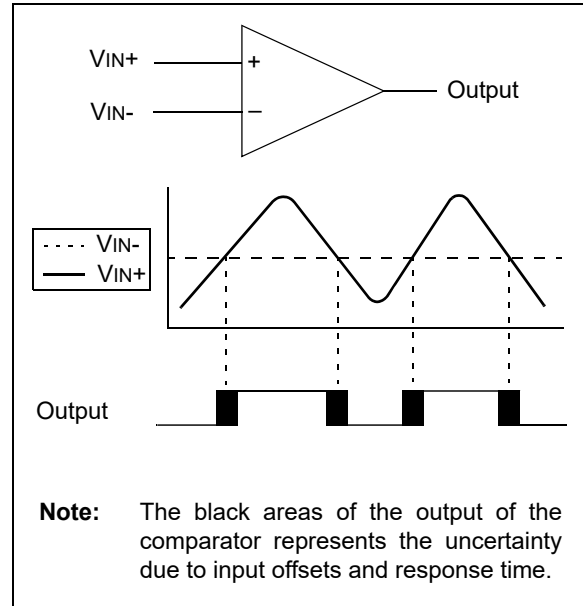 VIN+
+
Output
VIN-
–
VIN-
VIN+
Output
Note: The black areas of the output of the
comparator represents the uncertainty
due to input offsets and response time.